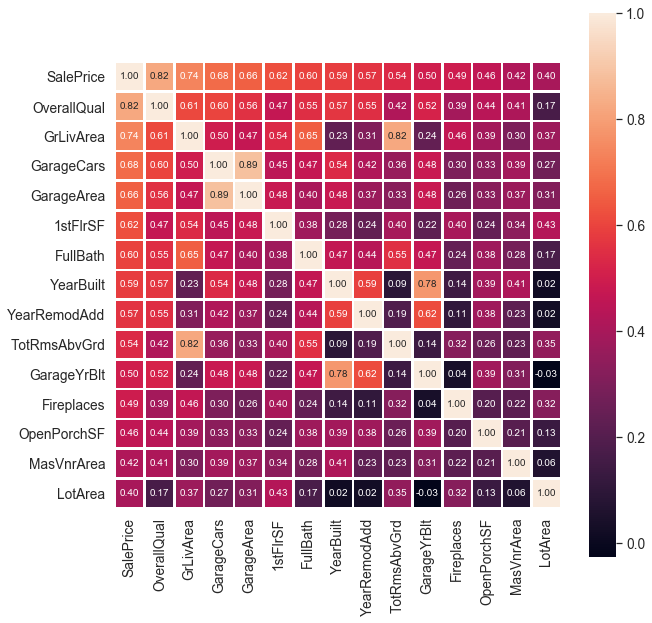 1.0
SalePrice 1.00 0.82 0.74 0.68 0.66 0.62 0.60 0.59 0.57 0.54 0.50 0.49 0.46 0.42 0.40
OverallQual 0.82 1.00 0.61 0.60 0.56 0.47 0.55 0.57 0.55 0.42 0.52 0.39 0.44 0.41 0.17
GrLivArea 0.74 0.61 1.00 0.50 0.47 0.54 0.65 0.23 0.31 0.82 0.24 0.46 0.39 0.30 0.37
0.8
GarageCars 0.68 0.60 0.50 1.00 0.89 0.45 0.47 0.54 0.42 0.36 0.48 0.30 0.33 0.39 0.27
GarageArea 0.66 0.56 0.47 0.89 1.00 0.48 0.40 0.48 0.37 0.33 0.48 0.26 0.33 0.37 0.31
1stFlrSF 0.62 0.47 0.54 0.45 0.48 1.00 0.38 0.28 0.24 0.40 0.22 0.40 0.24 0.34 0.43
0.6
FullBath 0.60 0.55 0.65 0.47 0.40 0.38 1.00 0.47 0.44 0.55 0.47 0.24 0.38 0.28 0.17
YearBuilt 0.59 0.57 0.23 0.54 0.48 0.28 0.47 1.00 0.59 0.09 0.78 0.14 0.39 0.41 0.02
YearRemodAdd 0.57 0.55 0.31 0.42 0.37 0.24 0.44 0.59 1.00 0.19 0.62 0.11 0.38 0.23 0.02
0.4
TotRmsAbvGrd 0.54 0.42 0.82 0.36 0.33 0.40 0.55 0.09 0.19 1.00 0.14 0.32 0.26 0.23 0.35
GarageYrBlt 0.50 0.52 0.24 0.48 0.48 0.22 0.47 0.78 0.62 0.14 1.00 0.04 0.39 0.31 -0.03
Fireplaces 0.49 0.39 0.46 0.30 0.26 0.40 0.24 0.14 0.11 0.32 0.04 1.00 0.20 0.22 0.32
OpenPorchSF 0.46 0.44 0.39 0.33 0.33 0.24 0.38 0.39 0.38 0.26 0.39 0.20 1.00 0.21 0.13
0.2
MasVnrArea 0.42 0.41 0.30 0.39 0.37 0.34 0.28 0.41 0.23 0.23 0.31 0.22 0.21 1.00 0.06
LotArea 0.40 0.17 0.37 0.27 0.31 0.43 0.17 0.02 0.02 0.35 -0.03 0.32 0.13 0.06 1.00
0.0
SalePrice
OverallQual
GrLivArea
GarageCars
GarageArea
1stFlrSF
FullBath
YearBuilt
YearRemodAdd
TotRmsAbvGrd
GarageYrBlt
Fireplaces
OpenPorchSF
MasVnrArea
LotArea